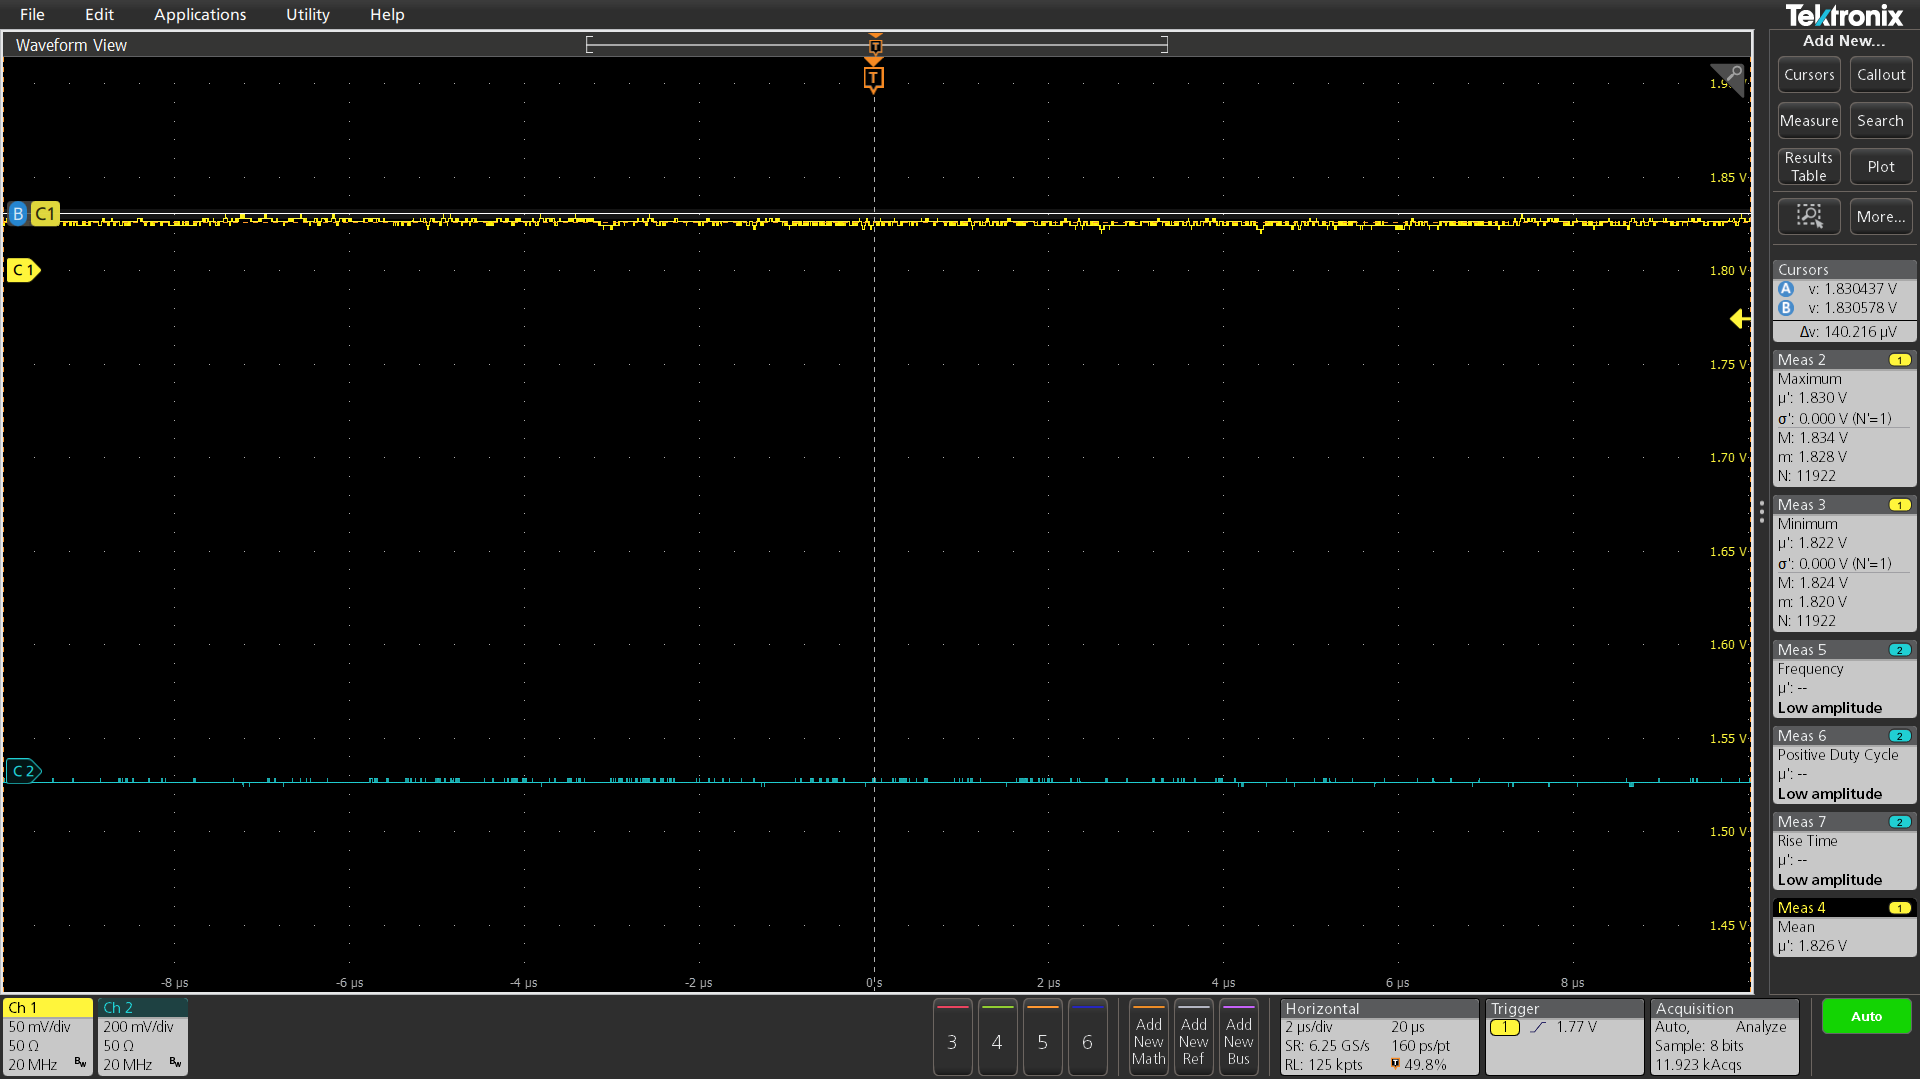 File Edit Applications Utility Help
Tektronix
Waveform View
Add New...
T
T
Cursors Callout
Measure Search
Results Table Plot
More...
B C1
C 1
C 2
1.85 V
1.80 V
1.75 V
1.70 V
1.65 V
1.60 V
1.55 V
1.50 V
1.45 V
-8 µs -6 µs -4 µs -2 µs 0 s 2 µs 4 µs 6 µs 8 µs
Cursors
A v: 1.830437 V
B v: 1.830578 V
Δv: 140.216 µV
Meas 2 1
Maximum
µ': 1.830 V
σ': 0.000 V (N'=1)
M: 1.834 V
m: 1.828 V
N: 11922
Meas 3 1
Minimum
µ': 1.822 V
σ': 0.000 V (N'=1)
M: 1.824 V
m: 1.820 V
N: 11922
Meas 5 2
Frequency
µ': --
Low amplitude
Meas 6 2
Positive Duty Cycle
µ': --
Low amplitude
Meas 7 2
Rise Time
µ': --
Low amplitude
Meas 4 1
Mean
µ': 1.826 V
Ch 1
50 mV/div
50 Ω
20 MHz Bw
Ch 2
200 mV/div
50 Ω
20 MHz Bw
3 4 5 6
Add New Math
Add New Ref
Add New Bus
Horizontal
2 µs/div 20 µs
SR: 6.25 GS/s 160 ps/pt
RL: 125 kpts T 49.8%
Trigger
1 1.77 V
Acquisition
Auto, Analyze
Sample: 8 bits
11.923 kAcqs
Auto